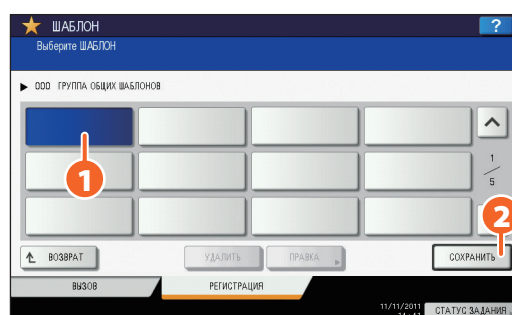 ШАБЛОН
?
Выберите ШАБЛОН
000 ГРУППА ОБЩИХ ШАБЛОНОВ
1
1
5
2
ВОЗВРАТ
УДАЛИТЬ
ПРАВКА
СОХРАНИТЬ
ВЫЗОВ
РЕГИСТРАЦИЯ
11/11/2011
СТАТУС ЗАДАНИЯ